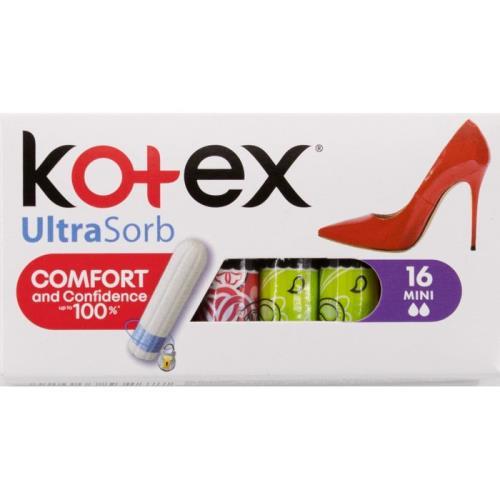 kotex®
UltraSorb
COMFORT
and Confidence
up to 100%*
16
MINI